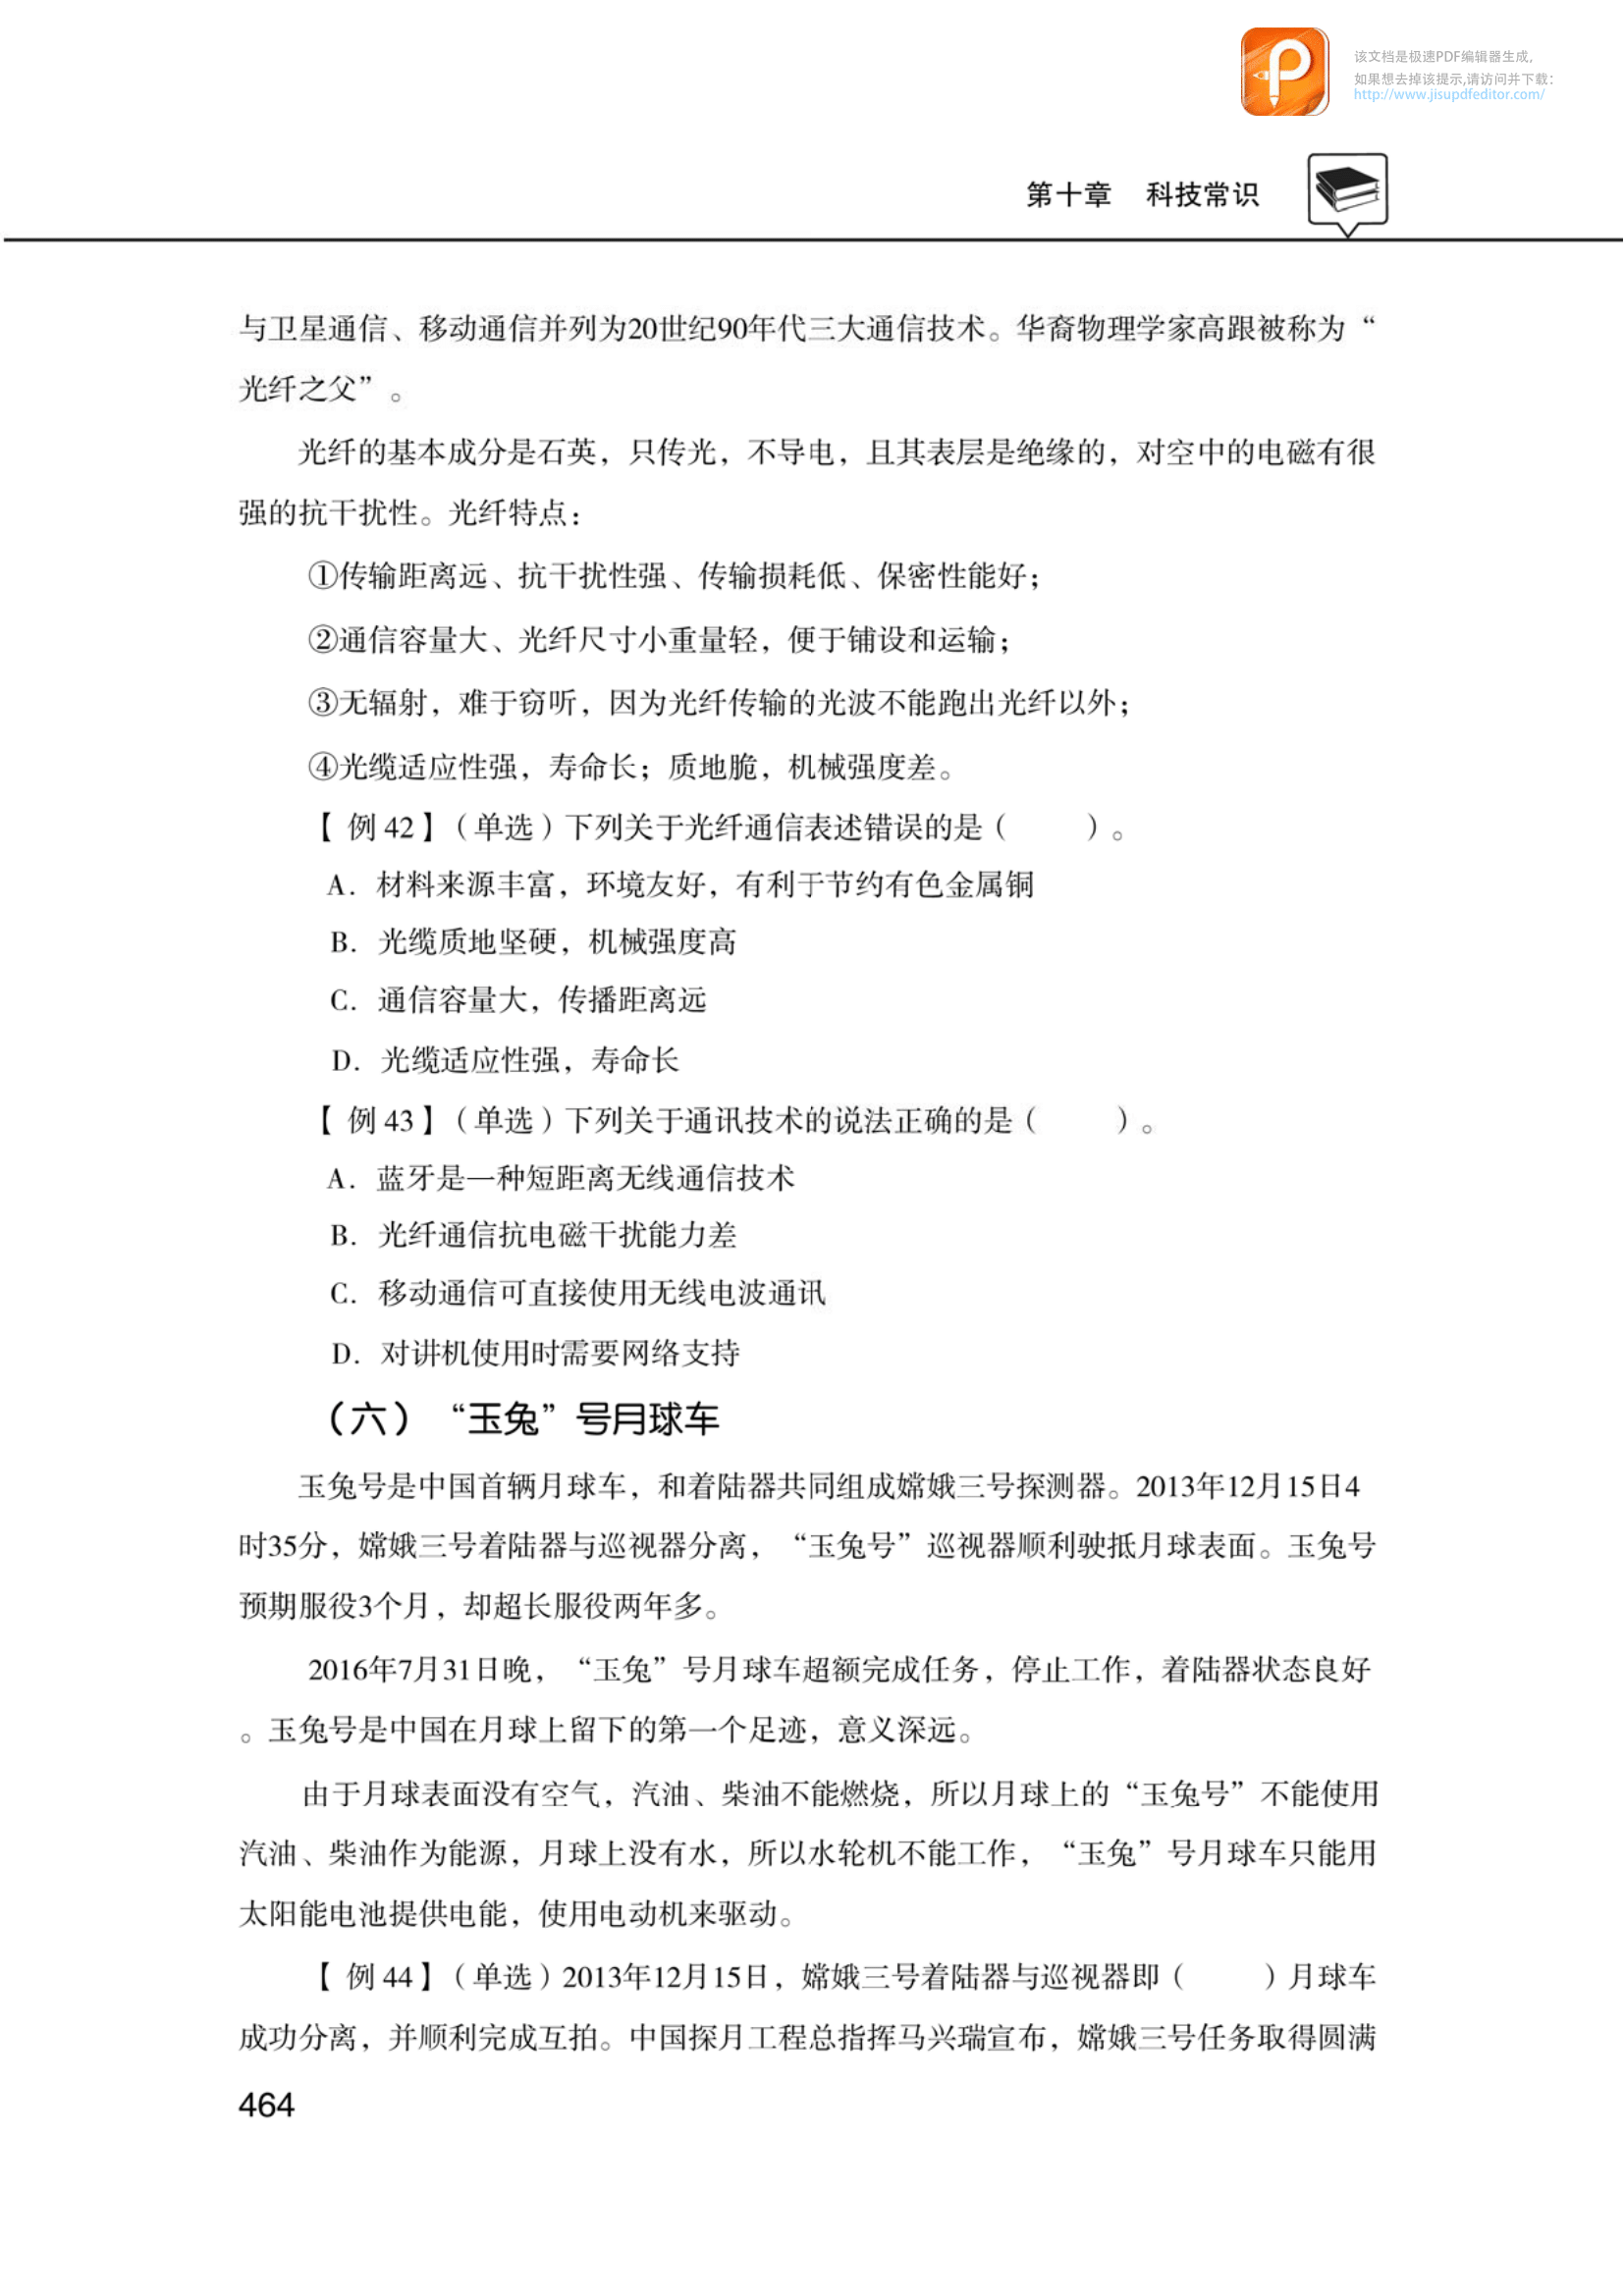 该文档是极速PDF编辑器生成，
如果想去掉该提示,请访问并下载：
http://www.jisupdfeditor.com/
第十章 科技常识
与卫星通信、移动通信并列为20世纪90年代三大通信技术。华裔物理学家高跟被称为“
光纤之父”。
光纤的基本成分是石英，只传光，不导电，且其表层是绝缘的，对空中的电磁有很
强的抗干扰性。光纤特点：
①传输距离远、抗干扰性强、传输损耗低、保密性能好；
②通信容量大、光纤尺寸小重量轻，便于铺设和运输；
③无辐射，难于窃听，因为光纤传输的光波不能跑出光纤以外；
④光缆适应性强，寿命长；质地脆，机械强度差。
【 例 42 】（单选）下列关于光纤通信表述错误的是（ ）。
A．材料来源丰富，环境友好，有利于节约有色金属铜
B．光缆质地坚硬，机械强度高
C．通信容量大，传播距离远
D．光缆适应性强，寿命长
【 例 43 】（单选）下列关于通讯技术的说法正确的是（ ）。
A．蓝牙是一种短距离无线通信技术
B．光纤通信抗电磁干扰能力差
C．移动通信可直接使用无线电波通讯
D．对讲机使用时需要网络支持
（六）“玉兔”号月球车
玉兔号是中国首辆月球车，和着陆器共同组成嫦娥三号探测器。2013年12月15日4
时35分，嫦娥三号着陆器与巡视器分离，“玉兔号”巡视器顺利驶抵月球表面。玉兔号
预期服役3个月，却超长服役两年多。
2016年7月31日晚，“玉兔”号月球车超额完成任务，停止工作，着陆器状态良好
。玉兔号是中国在月球上留下的第一个足迹，意义深远。
由于月球表面没有空气，汽油、柴油不能燃烧，所以月球上的“玉兔号”不能使用
汽油、柴油作为能源，月球上没有水，所以水轮机不能工作，“玉兔”号月球车只能用
太阳能电池提供电能，使用电动机来驱动。
【 例 44 】（单选）2013年12月15日，嫦娥三号着陆器与巡视器即（ ）月球车
成功分离，并顺利完成互拍。中国探月工程总指挥马兴瑞宣布，嫦娥三号任务取得圆满
464